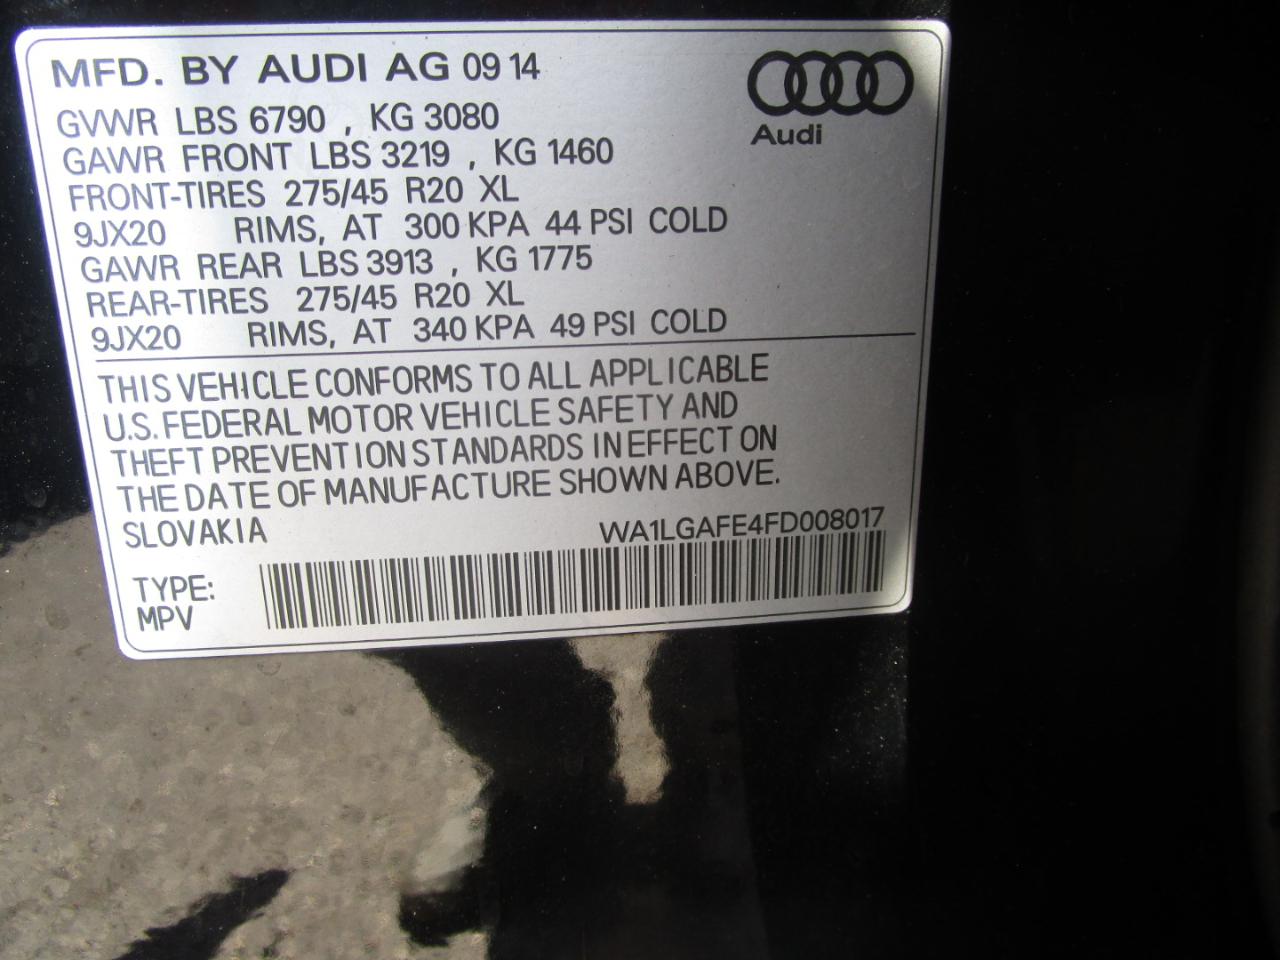 MFD. BY AUDI AG 09 14
Audi
GVWR LBS 6790 , KG 3080
GAWR FRONT LBS 3219 , KG 1460
FRONT-TIRES 275/45 R20 XL
9JX20 RIMS, AT 300 KPA 44 PSI COLD
GAWR REAR LBS 3913 , KG 1775
REAR-TIRES 275/45 R20 XL
9JX20 RIMS, AT 340 KPA 49 PSI COLD
THIS VEHICLE CONFORMS TO ALL APPLICABLE
U.S. FEDERAL MOTOR VEHICLE SAFETY AND
THEFT PREVENTION STANDARDS IN EFFECT ON
THE DATE OF MANUFACTURE SHOWN ABOVE.
SLOVAKIA WA1LGAFE4FD008017
TYPE:
MPV